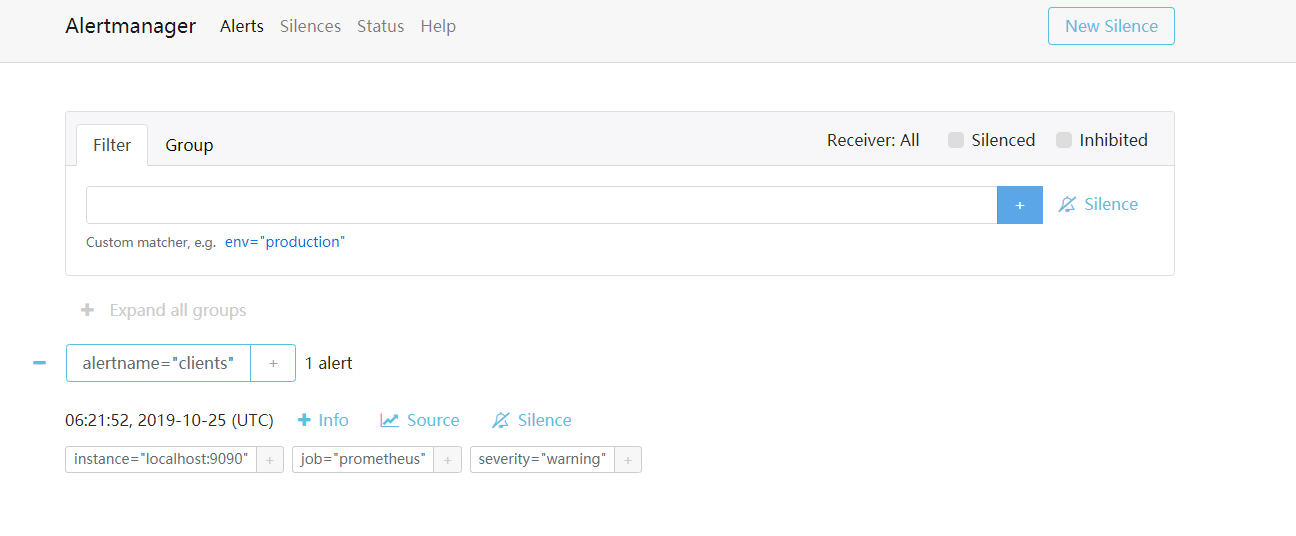 Alertmanager Alerts Silences Status Help New Silence
Filter Group Receiver: All Silenced Inhibited
+ Silence
Custom matcher, e.g. env="production"
+ Expand all groups
− alertname="clients" + 1 alert
06:21:52, 2019-10-25 (UTC) + Info Source Silence
instance="localhost:9090" + job="prometheus" + severity="warning" +